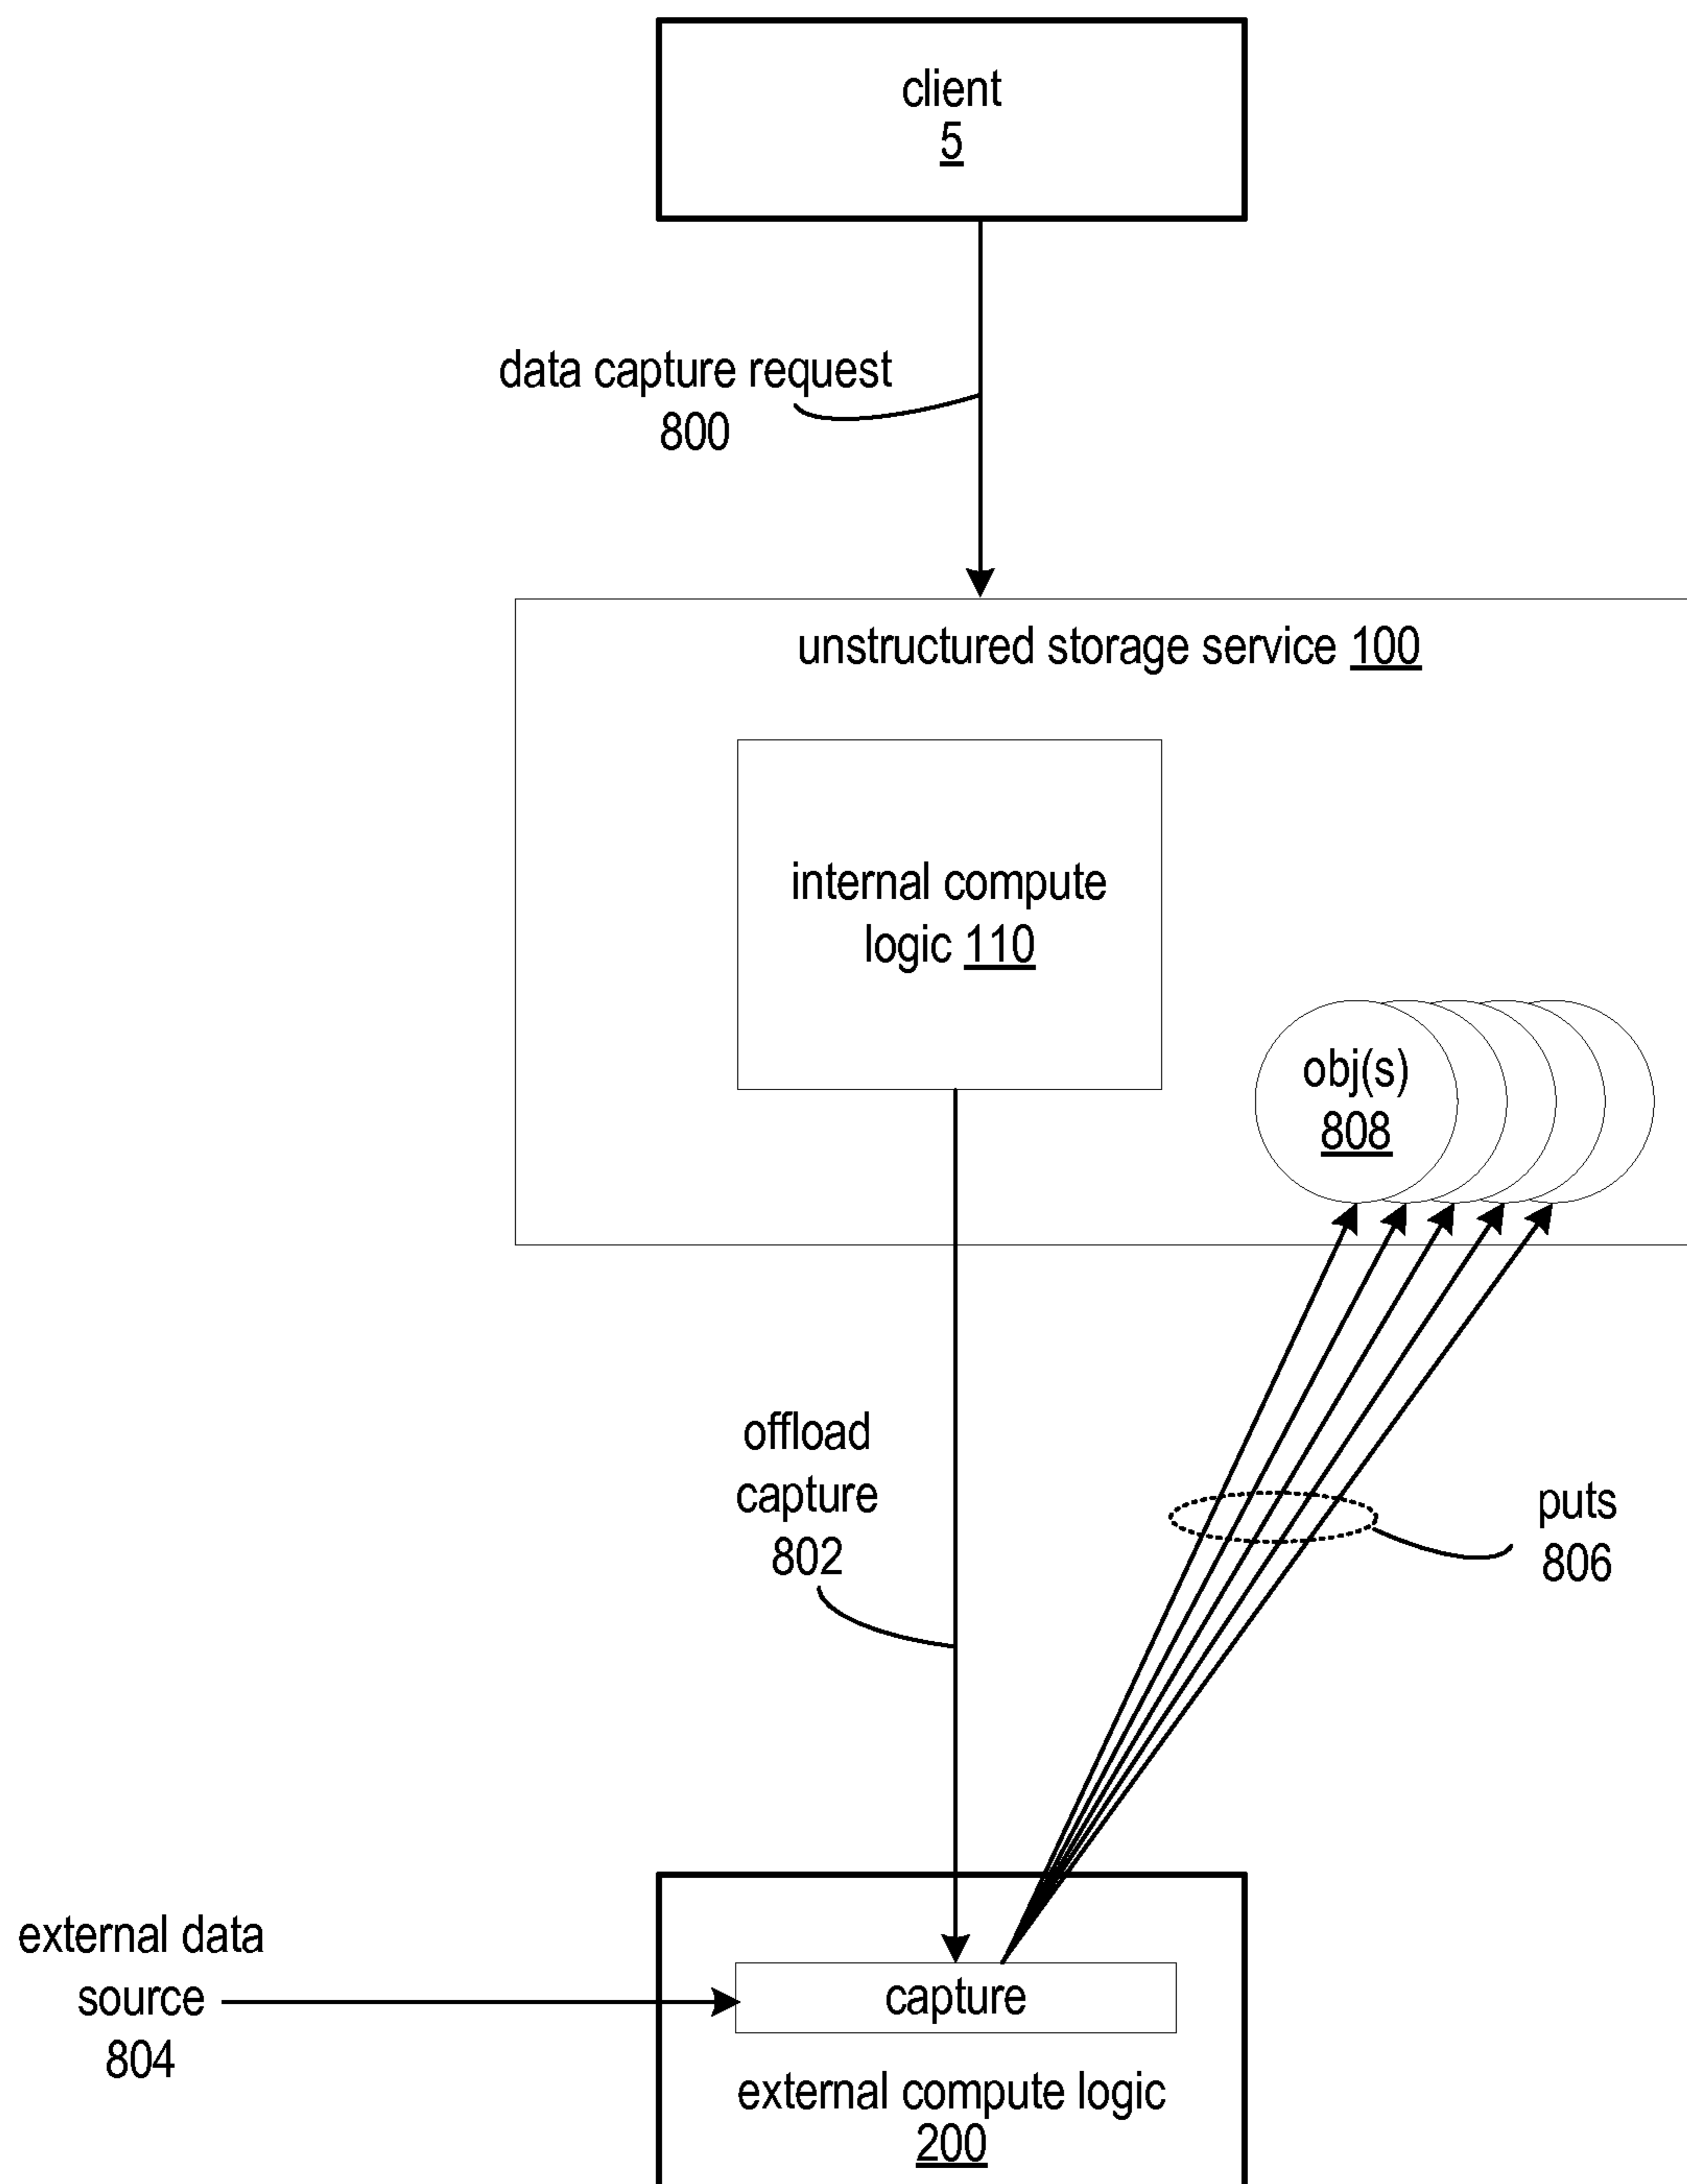 client
5
data capture request
800
unstructured storage service 100
internal compute
logic 110
obj(s)
808
offload
capture
802
puts
806
external data
source
804
capture
external compute logic
200